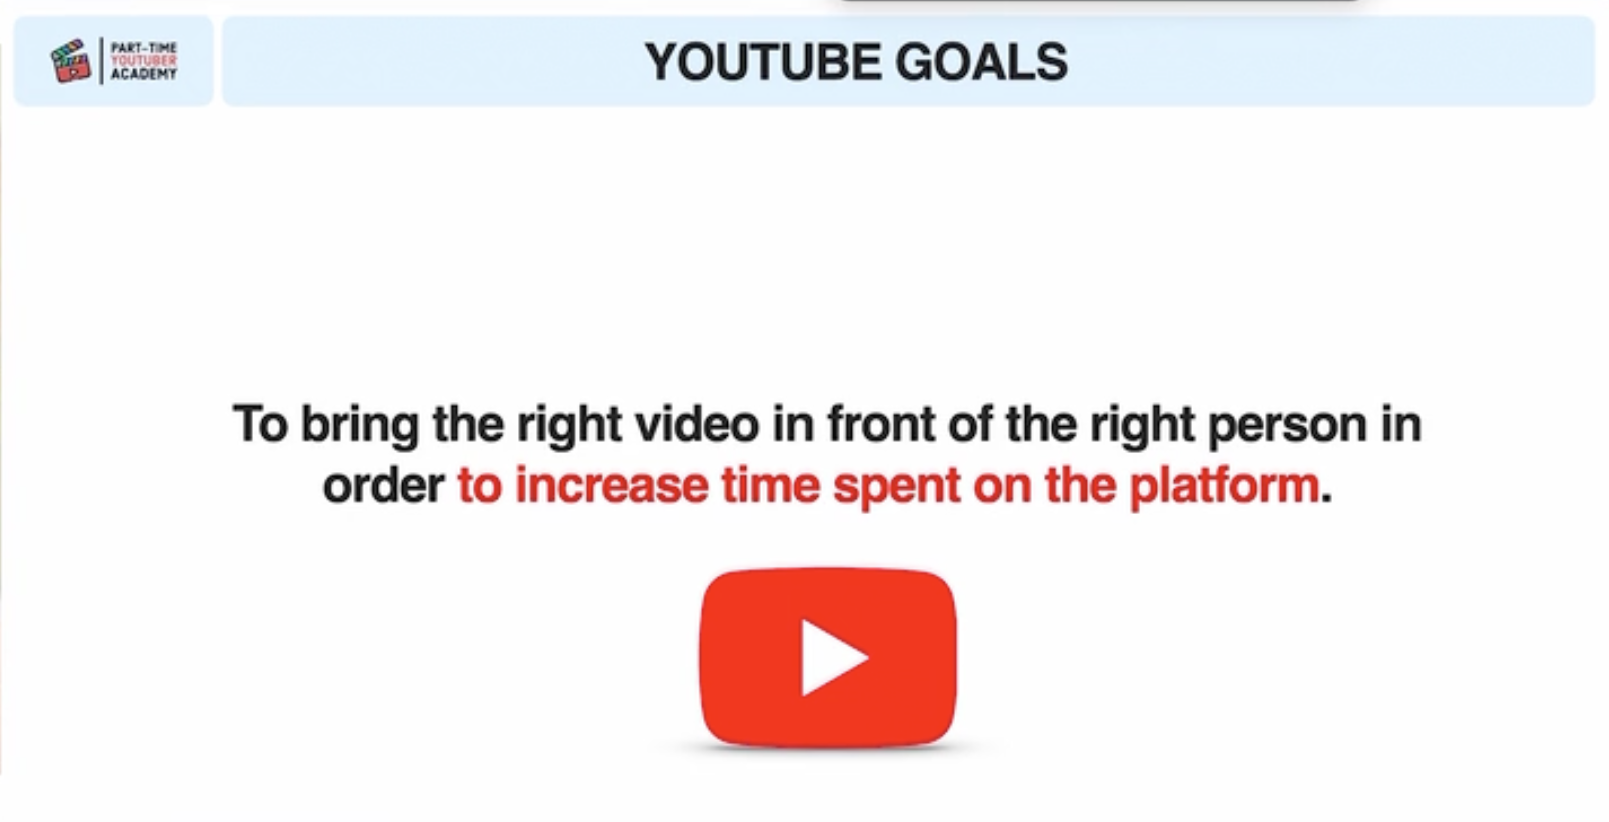 PART-TIME
YOUTUBER
ACADEMY
YOUTUBE GOALS
To bring the right video in front of the right person in
order to increase time spent on the platform.